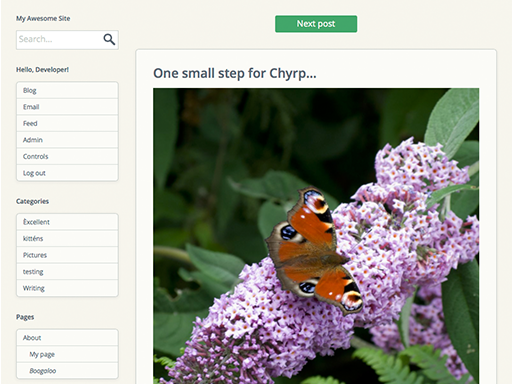 My Awesome Site
Search...
Hello, Developer!
Blog
Email
Feed
Admin
Controls
Log out
Categories
Èxcellent
kitténs
Pictures
testing
Writing
Pages
About
My page
Boogaloo
Next post
One small step for Chyrp...